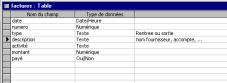 factures : Table
Nom du champ Type de données
date Date/Heure
numero Numérique
type Texte Rentree ou sortie
description Texte nom fournisseur, acompte, ...
activité Texte
montant Numérique
payé Oui/Non